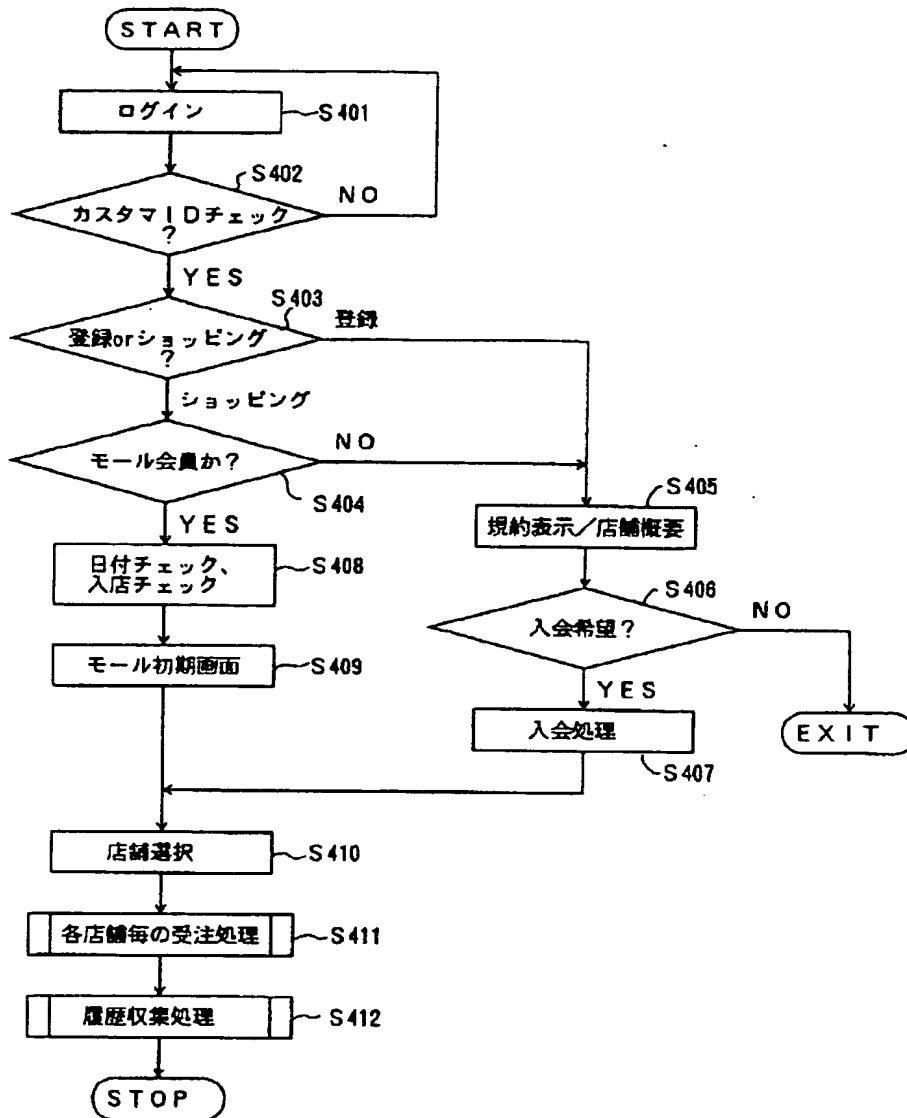 START
ログイン
S401
S402
NO
カスタマIDチェック
?
YES
S403
登録
登録orショッピング
?
ショッピング
NO
モール会員か?
S404
YES
S405
規約表示/店舗概要
日付チェック、
入店チェック
S408
S406
NO
入会希望?
モール初期画面
S409
YES
入会処理
EXIT
S407
店舗選択
S410
各店舗毎の受注処理
S411
履歴収集処理
S412
STOP